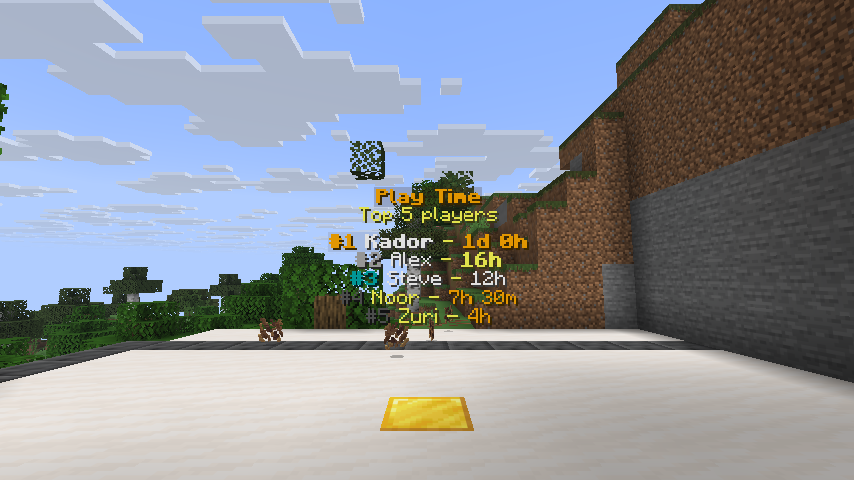 Play Time
Top 5 players
#1 Kador - 1d 0h
#2 Alex - 16h
#3 Steve - 12h
#4 Noor - 7h 30m
#5 Zuri - 4h